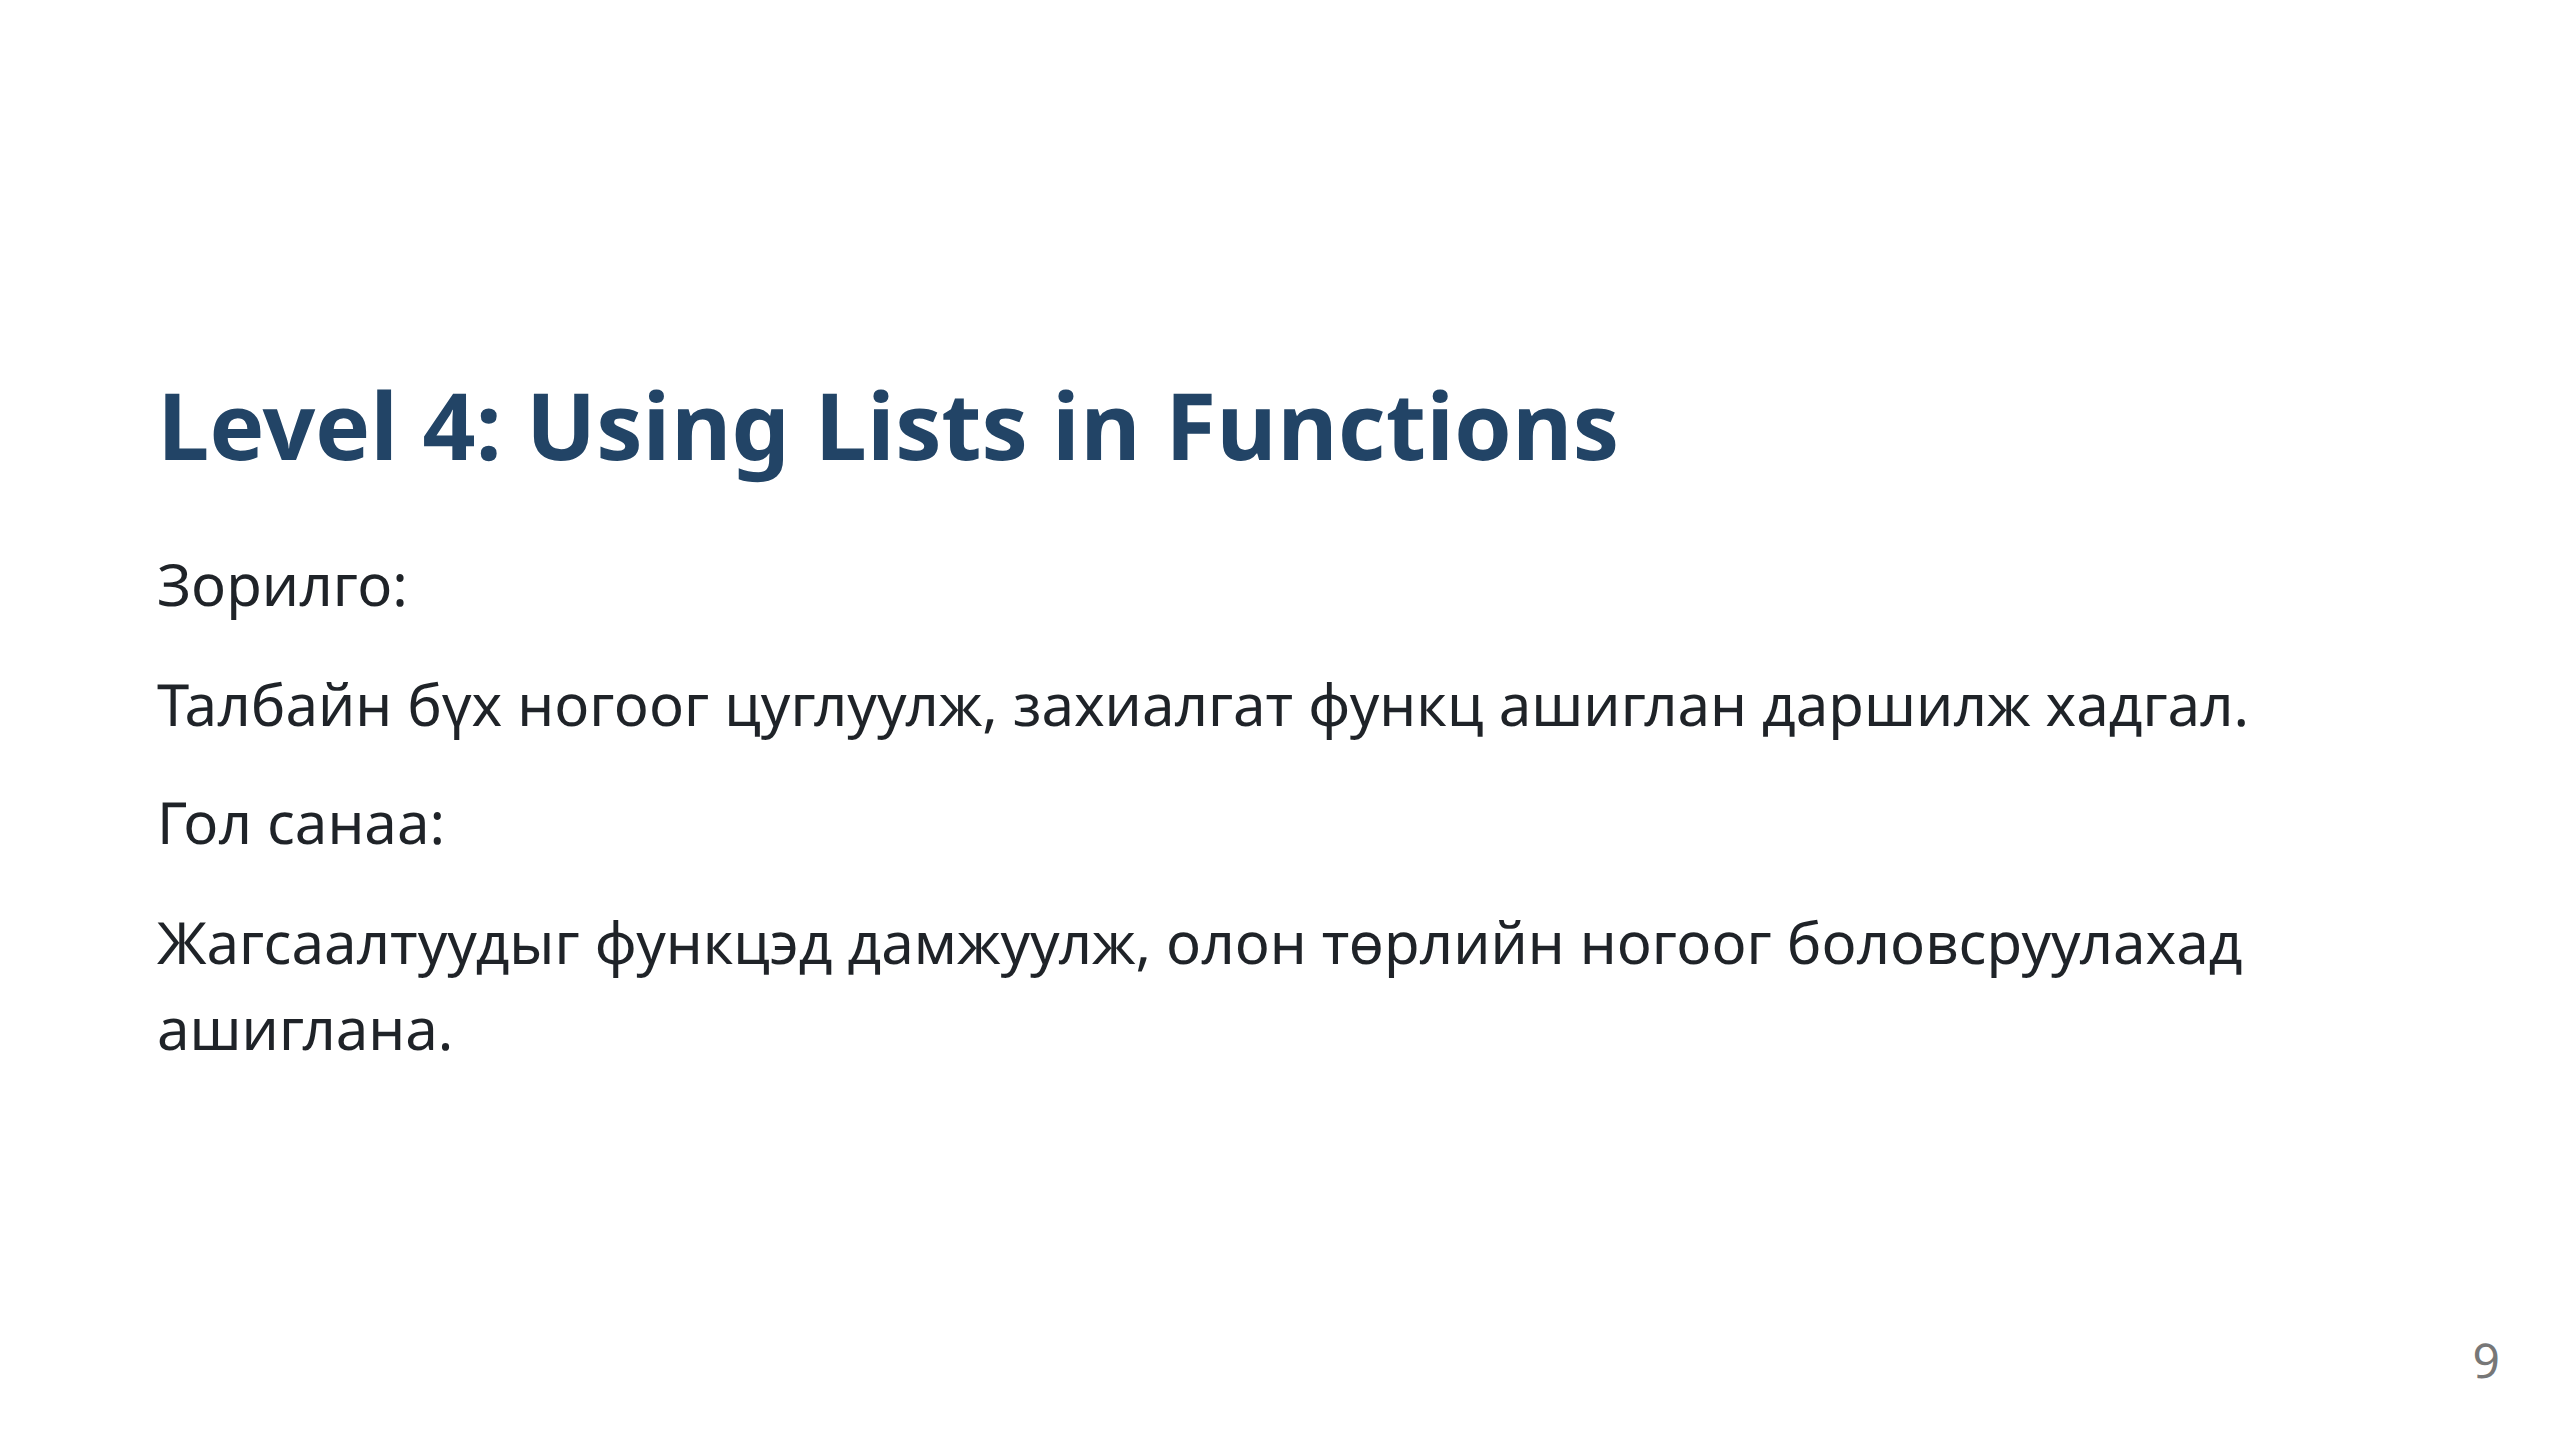 Level 4: Using Lists in Functions
Зорилго:
Талбайн бүх ногоог цуглуулж, захиалгат функц ашиглан даршилж хадгал.
Гол санаа:
Жагсаалтуудыг функцэд дамжуулж, олон төрлийн ногоог боловсруулахад
ашиглана.
9